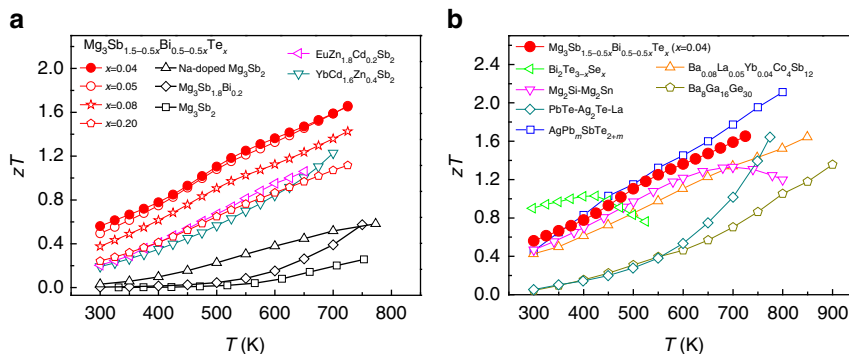 a
Mg3Sb1.5–0.5xBi0.5–0.5xTex
x=0.04
x=0.05
x=0.08
x=0.20
Na-doped Mg3Sb2
Mg3Sb1.8Bi0.2
Mg3Sb2
EuZn1.8Cd0.2Sb2
YbCd1.6Zn0.4Sb2
zT
2.0
1.6
1.2
0.8
0.4
0.0
300 400 500 600 700 800
T (K)
b
Mg3Sb1.5–0.5xBi0.5–0.5xTex (x=0.04)
Bi2Te3–xSex
Mg2Si-Mg2Sn
PbTe-Ag2Te-La
AgPbmSbTe2+m
Ba0.08La0.05Yb0.04Co4Sb12
Ba8Ga16Ge30
zT
2.4
2.0
1.6
1.2
0.8
0.4
0.0
300 400 500 600 700 800 900
T (K)